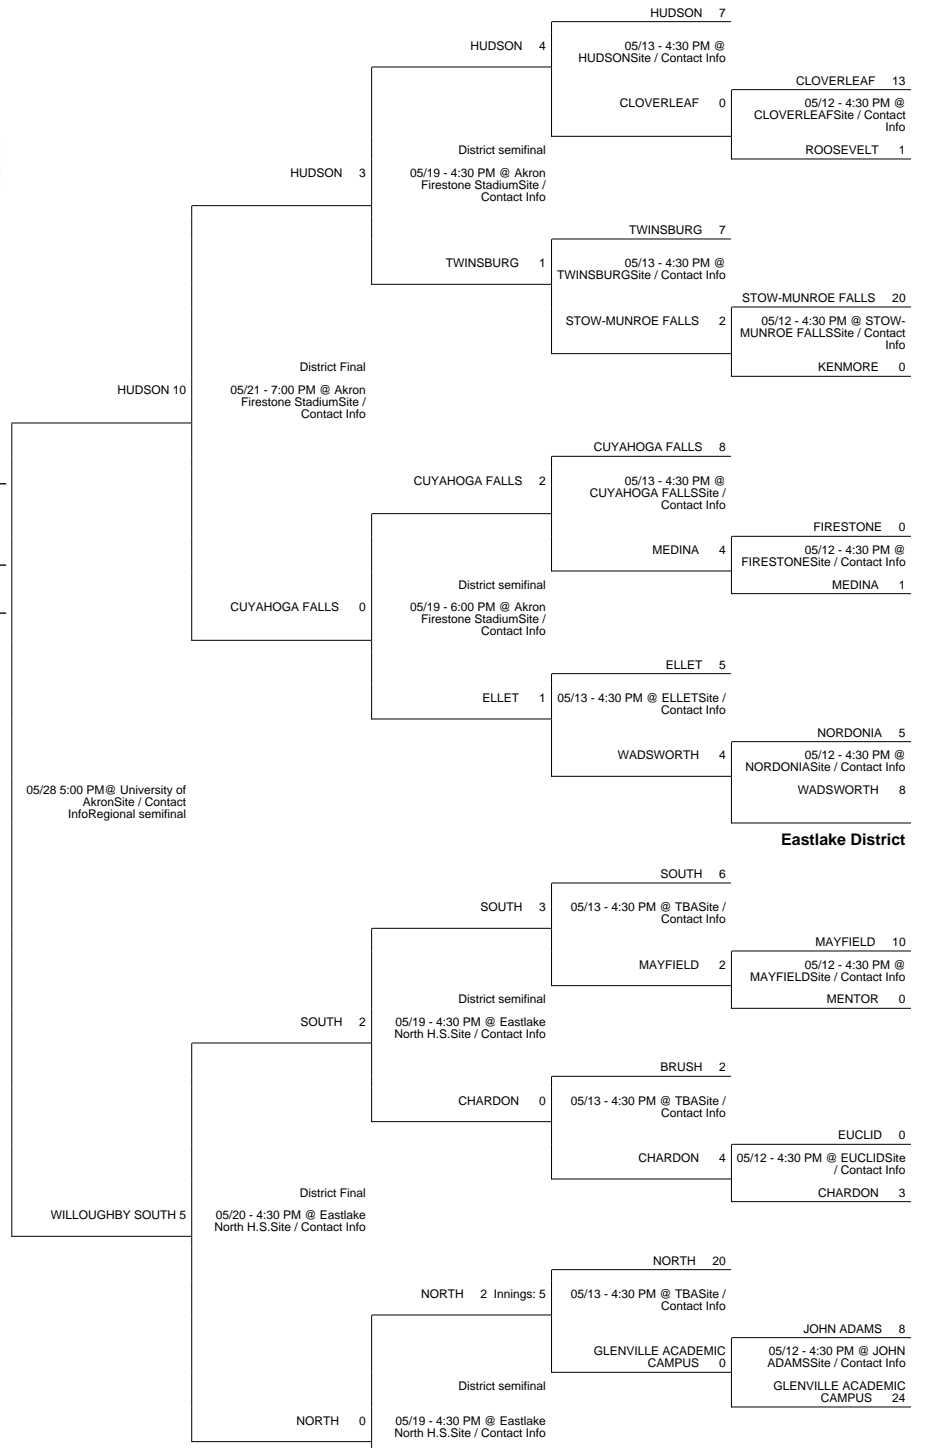 HUDSON 7
HUDSON 4
05/13 - 4:30 PM @
HUDSONSite / Contact Info
CLOVERLEAF 13
CLOVERLEAF 0
05/12 - 4:30 PM @
CLOVERLEAFSite / Contact
Info
ROOSEVELT 1
District semifinal
HUDSON 3
05/19 - 4:30 PM @ Akron
Firestone StadiumSite /
Contact Info
TWINSBURG 7
TWINSBURG 1
05/13 - 4:30 PM @
TWINSBURGSite / Contact Info
STOW-MUNROE FALLS 20
STOW-MUNROE FALLS 2
05/12 - 4:30 PM @ STOW-
MUNROE FALLSSite / Contact
Info
KENMORE 0
District Final
HUDSON 10
05/21 - 7:00 PM @ Akron
Firestone StadiumSite /
Contact Info
CUYAHOGA FALLS 8
CUYAHOGA FALLS 2
05/13 - 4:30 PM @
CUYAHOGA FALLSSite /
Contact Info
FIRESTONE 0
MEDINA 4
05/12 - 4:30 PM @
FIRESTONESite / Contact Info
MEDINA 1
District semifinal
CUYAHOGA FALLS 0
05/19 - 6:00 PM @ Akron
Firestone StadiumSite /
Contact Info
ELLET 5
ELLET 1
05/13 - 4:30 PM @ ELLETSite /
Contact Info
NORDONIA 5
WADSWORTH 4
05/12 - 4:30 PM @
NORDONIASite / Contact Info
WADSWORTH 8
05/28 5:00 PM@ University of
AkronSite / Contact
InfoRegional semifinal
Eastlake District
SOUTH 6
SOUTH 3
05/13 - 4:30 PM @ TBASite /
Contact Info
MAYFIELD 10
MAYFIELD 2
05/12 - 4:30 PM @
MAYFIELDSite / Contact Info
MENTOR 0
District semifinal
SOUTH 2
05/19 - 4:30 PM @ Eastlake
North H.S.Site / Contact Info
BRUSH 2
CHARDON 0
05/13 - 4:30 PM @ TBASite /
Contact Info
EUCLID 0
CHARDON 4
05/12 - 4:30 PM @ EUCLIDSite
/ Contact Info
CHARDON 3
District Final
WILLOUGHBY SOUTH 5
05/20 - 4:30 PM @ Eastlake
North H.S.Site / Contact Info
NORTH 20
NORTH 2 Innings: 5
05/13 - 4:30 PM @ TBASite /
Contact Info
JOHN ADAMS 8
GLENVILLE ACADEMIC
CAMPUS 0
05/12 - 4:30 PM @ JOHN
ADAMSSite / Contact Info
GLENVILLE ACADEMIC
CAMPUS 24
District semifinal
NORTH 0
05/19 - 4:30 PM @ Eastlake
North H.S.Site / Contact Info